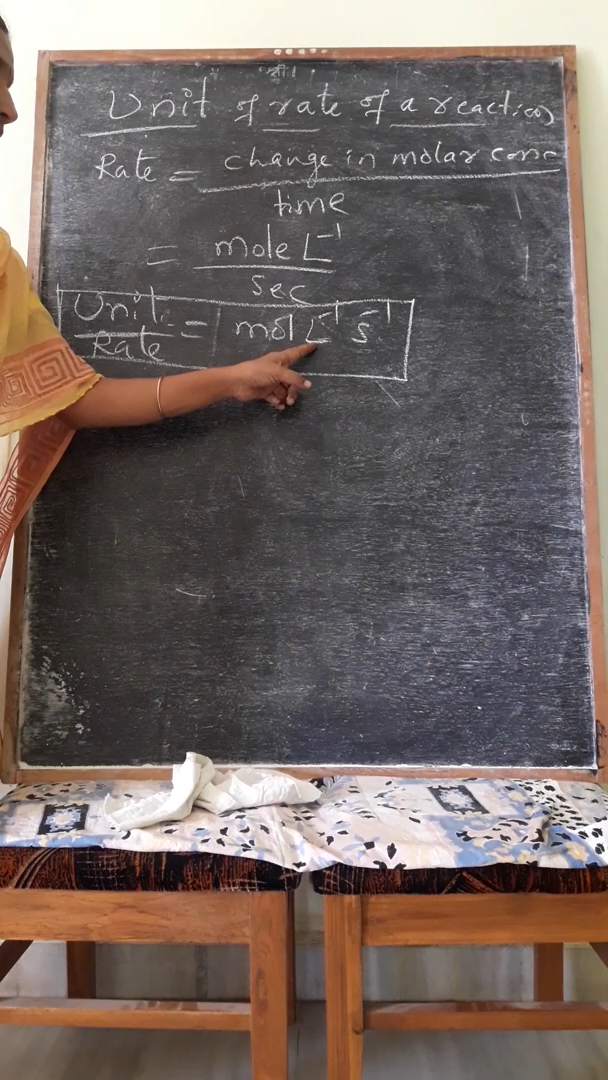 Unit of rate of a reaction
Rate = change in molar conc
time
= mole L⁻¹
sec
Unit
Rate = mol L⁻¹ s⁻¹